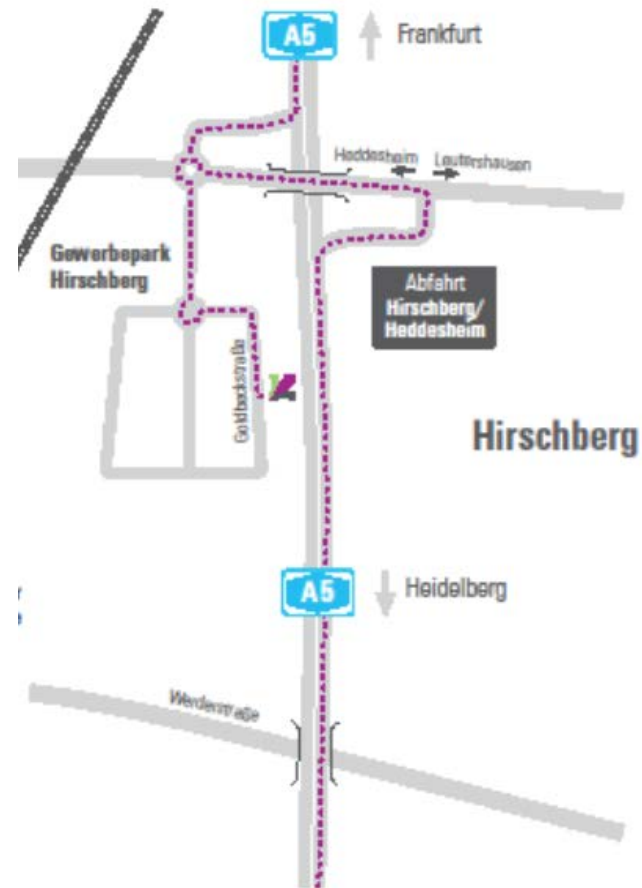 A5
Frankfurt
Heddesheim
Leutershausen
Gewerbepark
Hirschberg
Abfahrt
Hirschberg/
Heddesheim
Goldbeckstraße
Hirschberg
A5
Heidelberg
Werderstraße